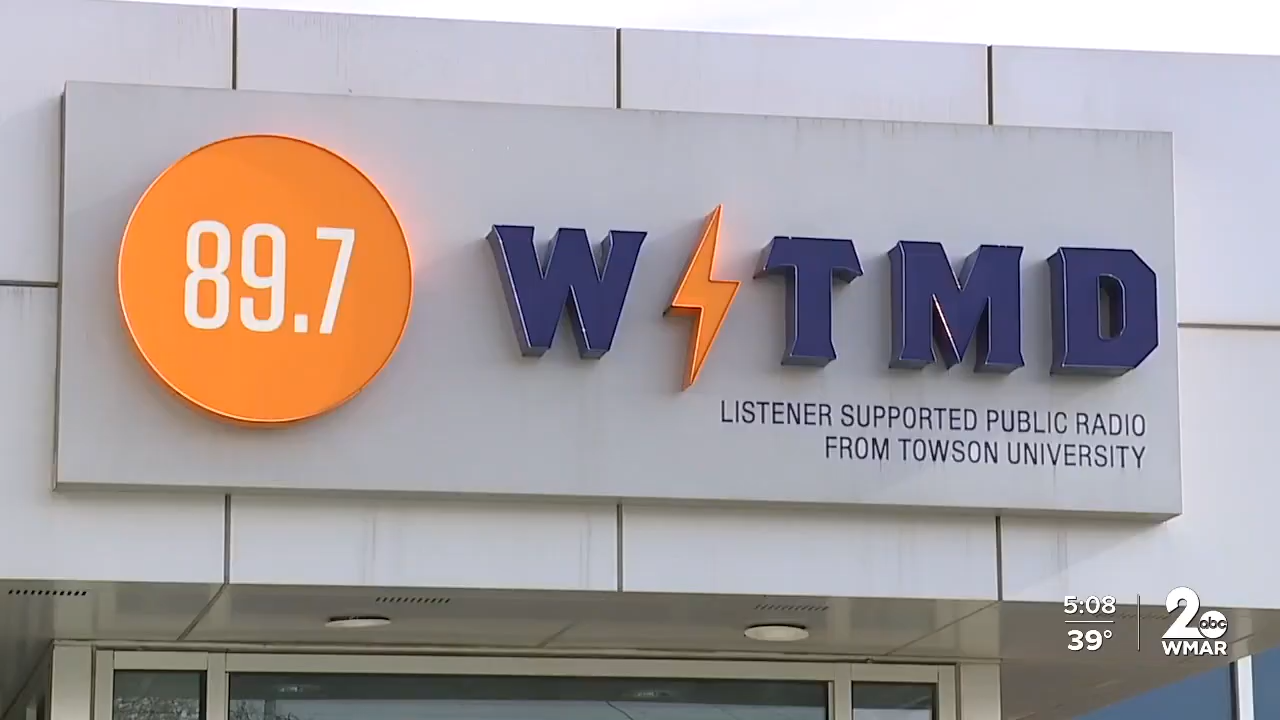 89.7
WTMD
LISTENER SUPPORTED PUBLIC RADIO
FROM TOWSON UNIVERSITY
5:08
39°
2
abc
WMAR